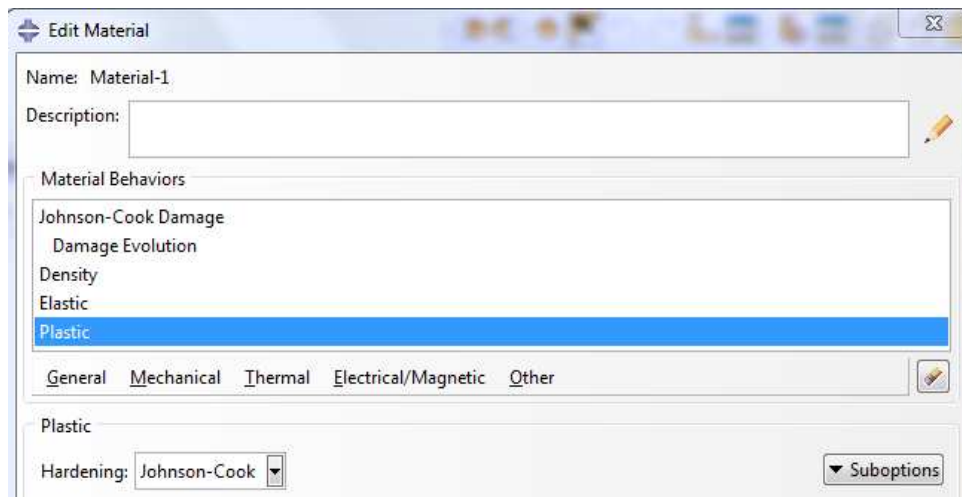 Edit Material
Name: Material-1
Description:
Material Behaviors
Johnson-Cook Damage
Damage Evolution
Density
Elastic
Plastic
General Mechanical Thermal Electrical/Magnetic Other
Plastic
Hardening: Johnson-Cook Suboptions